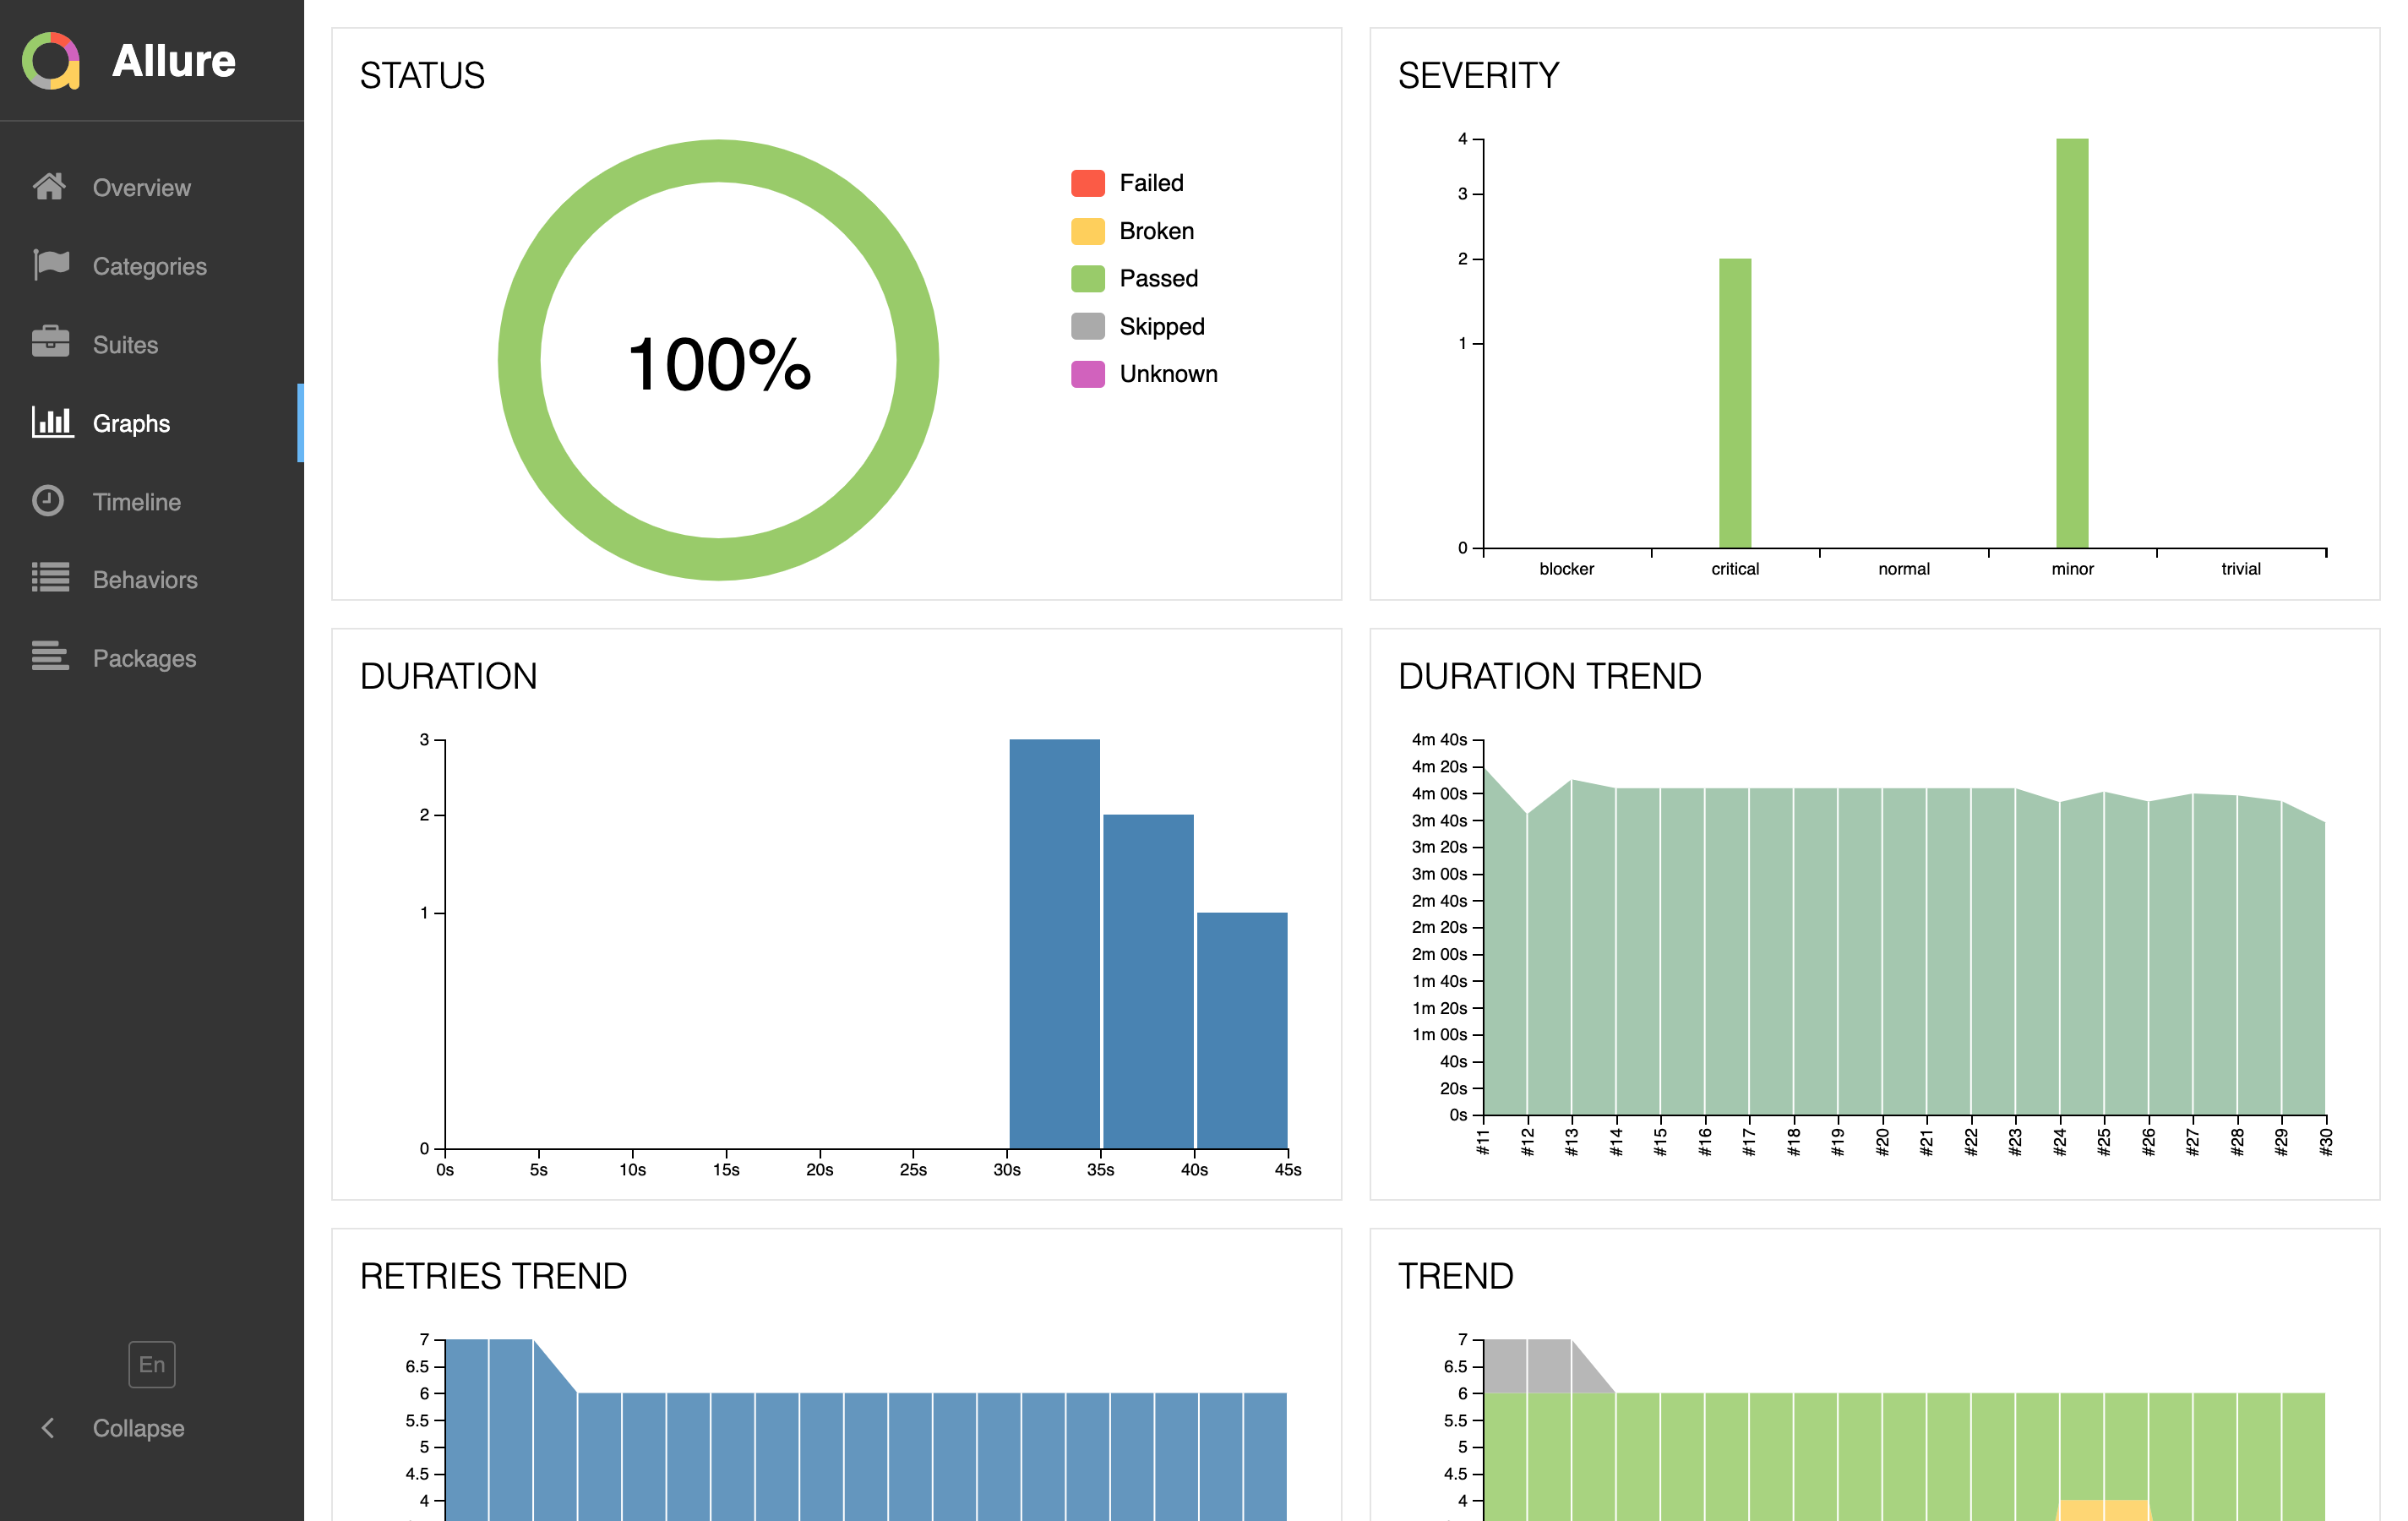 Allure
Overview
Categories
Suites
Graphs
Timeline
Behaviors
Packages
En
Collapse
STATUS
100%
Failed
Broken
Passed
Skipped
Unknown
SEVERITY
4
3
2
1
0
blocker critical normal minor trivial
DURATION
3
2
1
0
0s 5s 10s 15s 20s 25s 30s 35s 40s 45s
DURATION TREND
4m 40s
4m 20s
4m 00s
3m 40s
3m 20s
3m 00s
2m 40s
2m 20s
2m 00s
1m 40s
1m 20s
1m 00s
40s
20s
0s
#11 #12 #13 #14 #15 #16 #17 #18 #19 #20 #21 #22 #23 #24 #25 #26 #27 #28 #29 #30
RETRIES TREND
7
6.5
6
5.5
5
4.5
4
TREND
7
6.5
6
5.5
5
4.5
4